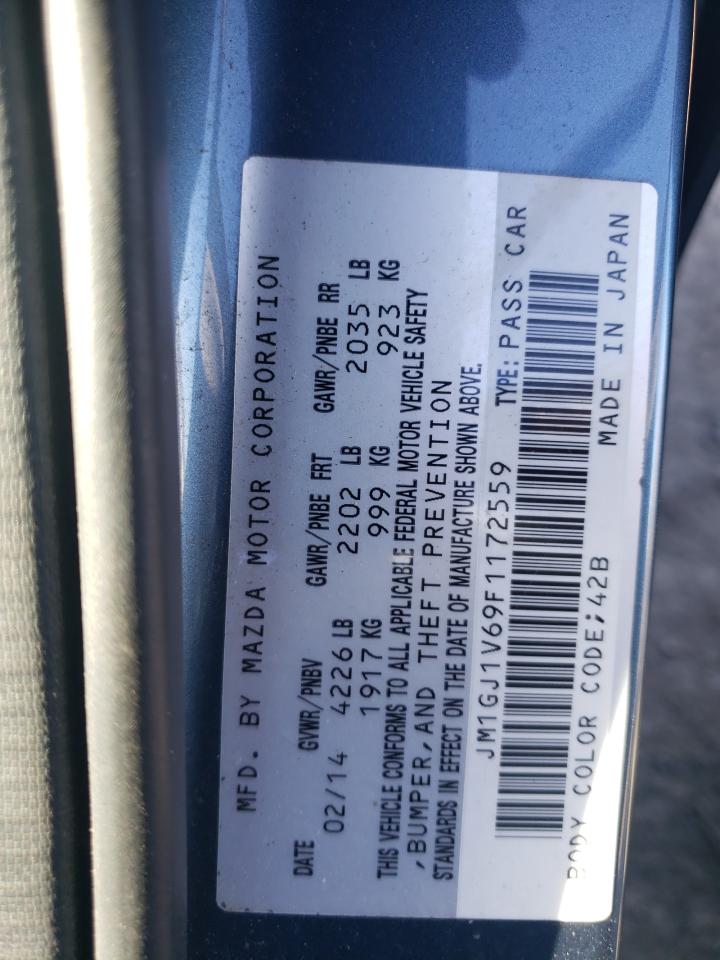 MFD. BY MAZDA MOTOR CORPORATION
DATE GVWR/PNBV GAWR/PNBE FRT GAWR/PNBE RR
02/14 4226 LB 2202 LB 2035 LB
1917 KG 999 KG 923 KG
THIS VEHICLE CONFORMS TO ALL APPLICABLE FEDERAL MOTOR VEHICLE SAFETY
,BUMPER, AND THEFT PREVENTION
STANDARDS IN EFFECT ON THE DATE OF MANUFACTURE SHOWN ABOVE.
JM1GJ1V69F1172559 TYPE: PASS CAR
BODY COLOR CODE;42B MADE IN JAPAN